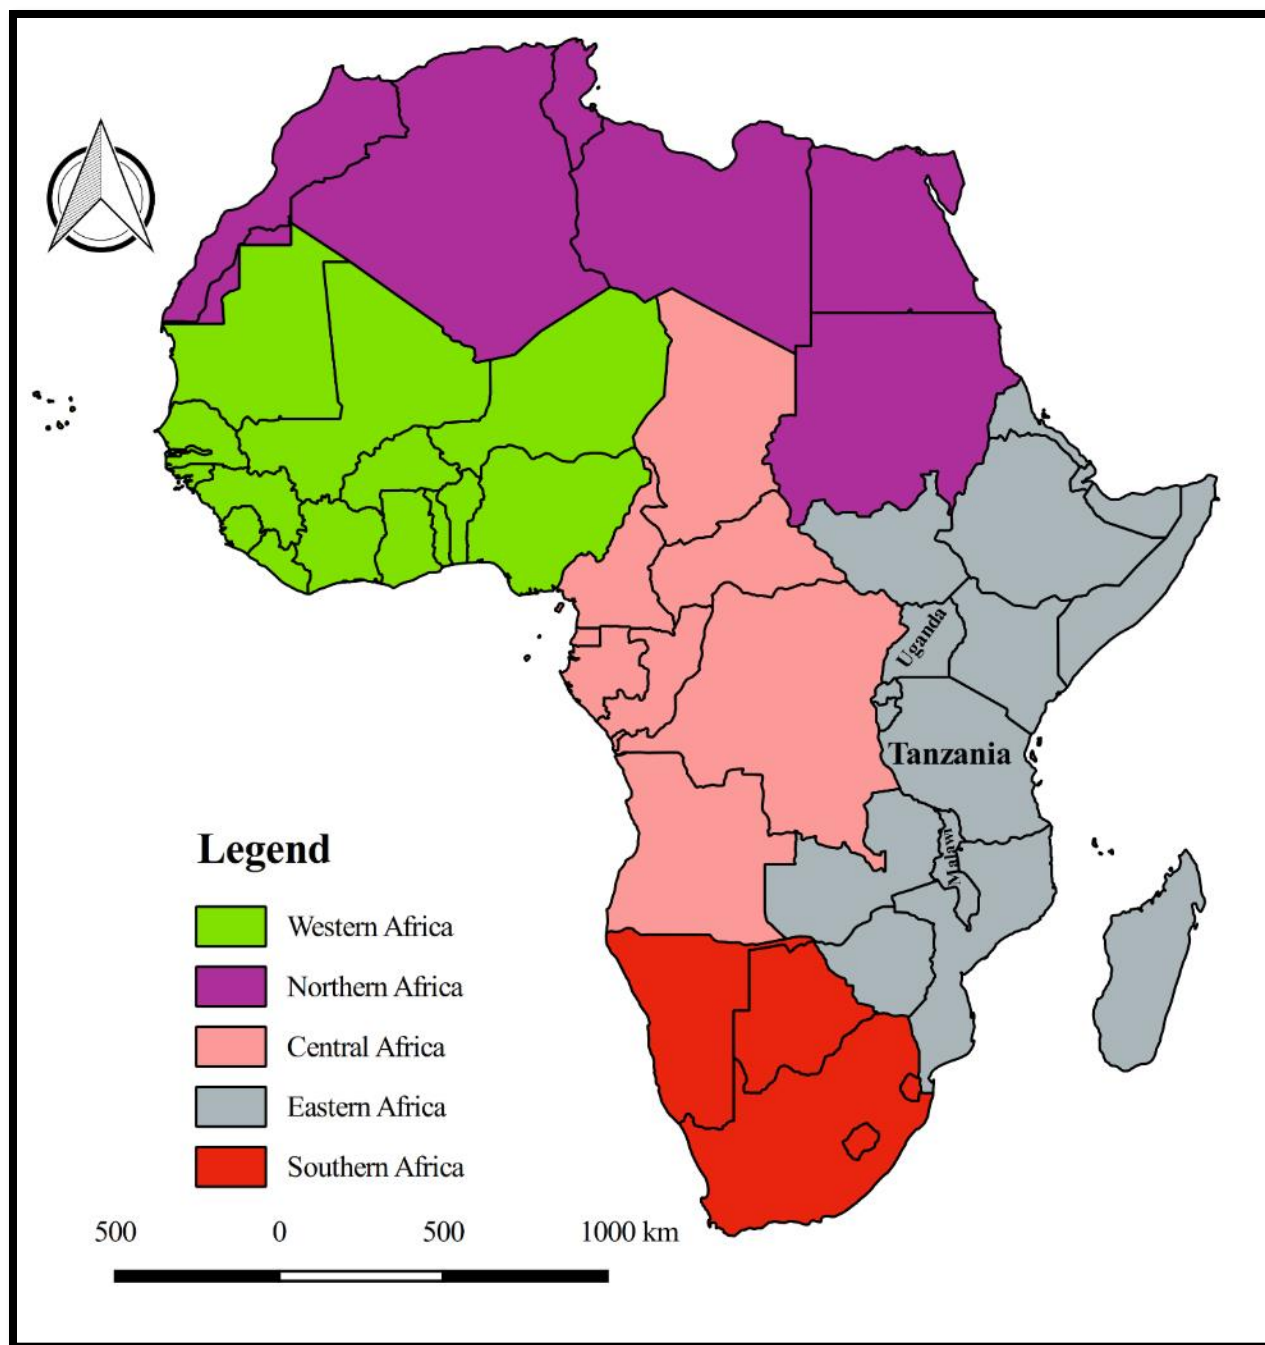 Uganda
Tanzania
Malawi
Legend
Western Africa
Northern Africa
Central Africa
Eastern Africa
Southern Africa
500 0 500 1000 km